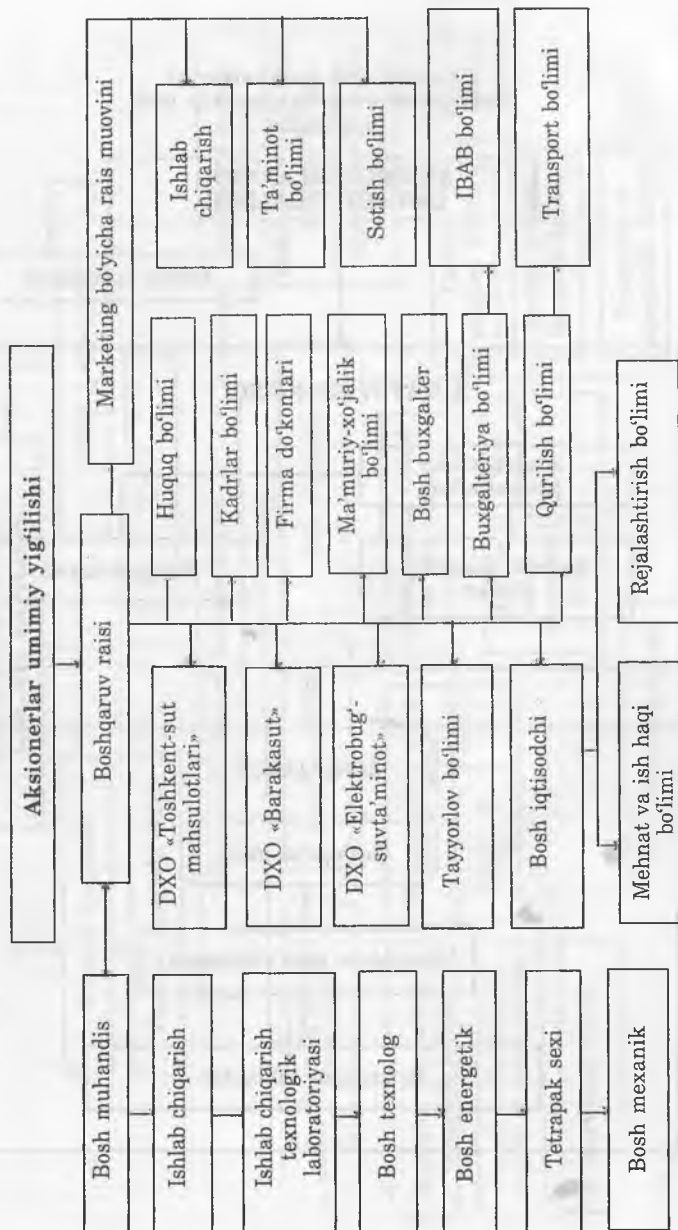 Aksionerlar umimiy yig'ilishi
Bosh muhandis
Boshqaruv raisi
Marketing bo'yicha rais muovini
Ishlab chiqarish
Ishlab chiqarish
texnologik
laboratoriyasi
Bosh texnolog
Bosh energetik
Tetrapak sexi
Bosh mexanik
DXO «Toshkent-sut
mahsulotlari»
DXO «Barakasut»
DXO «Elektrobug'-
suvta'minot»
Tayyorlov bo'limi
Bosh iqtisodchi
Mehnat va ish haqi
bo'limi
Rejalashtirish bo'limi
Huquq bo'limi
Kadrlar bo'limi
Firma do'konlari
Ma'muriy-xo'jalik
bo'limi
Bosh buxgalter
Buxgalteriya bo'limi
Qurilish bo'limi
Ishlab
chiqarish
Ta'minot
bo'limi
Sotish bo'limi
IBAB bo'limi
Transport bo'limi